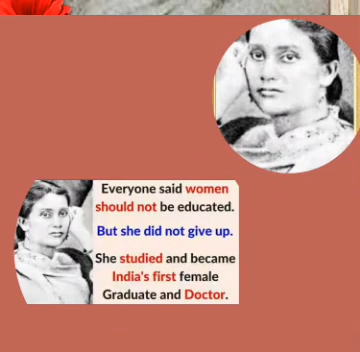 Everyone said women
should not be educated.
But she did not give up.
She studied and became
India's first female
Graduate and Doctor.